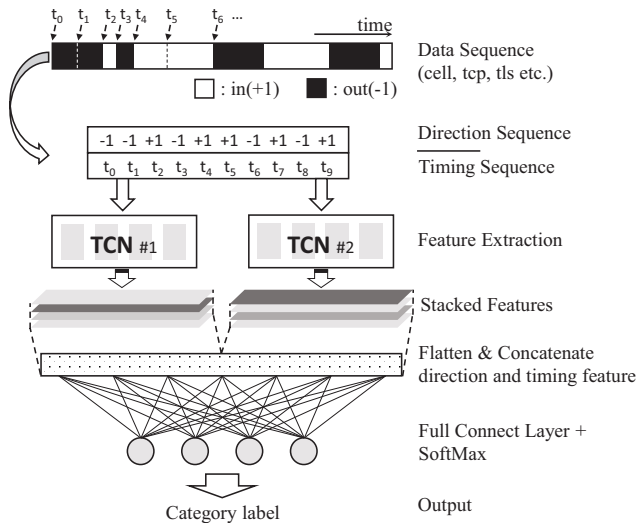 t0 t1 t2 t3 t4 t5 t6 ... time
Data Sequence
(cell, tcp, tls etc.)
: in(+1) : out(-1)
-1 -1 +1 -1 +1 +1 -1 +1 -1 +1
Direction Sequence
t0 t1 t2 t3 t4 t5 t6 t7 t8 t9
Timing Sequence
TCN #1
TCN #2
Feature Extraction
Stacked Features
Flatten & Concatenate
direction and timing feature
Full Connect Layer +
SoftMax
Category label
Output